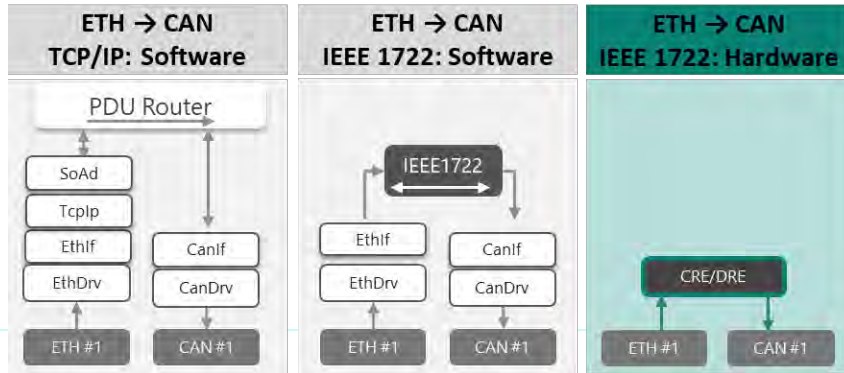 ETH → CAN
TCP/IP: Software
ETH → CAN
IEEE 1722: Software
ETH → CAN
IEEE 1722: Hardware
PDU Router
SoAd
TcpIp
EthIf
EthDrv
ETH #1
CanIf
CanDrv
CAN #1
IEEE1722
EthIf
EthDrv
ETH #1
CanIf
CanDrv
CAN #1
CRE/DRE
ETH #1
CAN #1